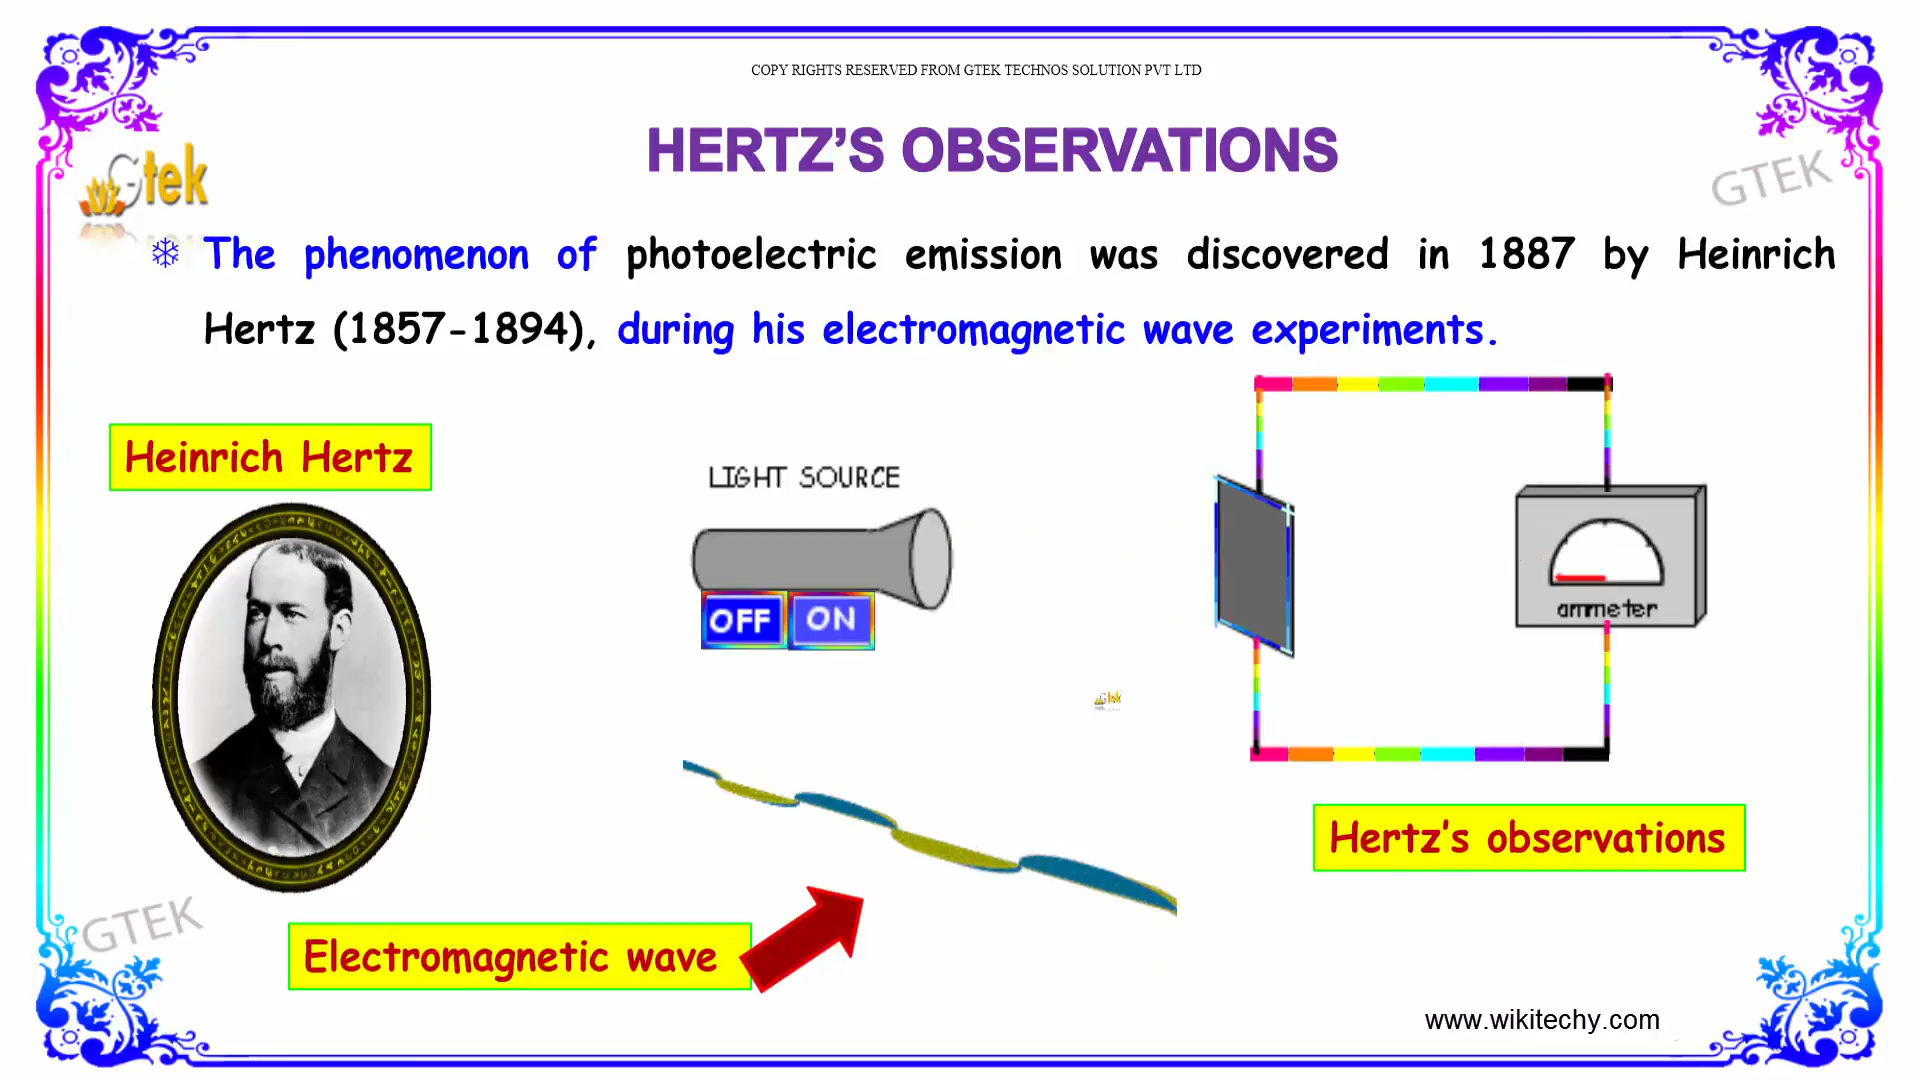 COPY RIGHTS RESERVED FROM GTEK TECHNOS SOLUTION PVT LTD
HERTZ’S OBSERVATIONS
Gtek
GTEK
The phenomenon of photoelectric emission was discovered in 1887 by Heinrich
Hertz (1857-1894), during his electromagnetic wave experiments.
Heinrich Hertz
LIGHT SOURCE
OFF ON
ammeter
Gtek
Hertz’s observations
GTEK
Electromagnetic wave
www.wikitechy.com